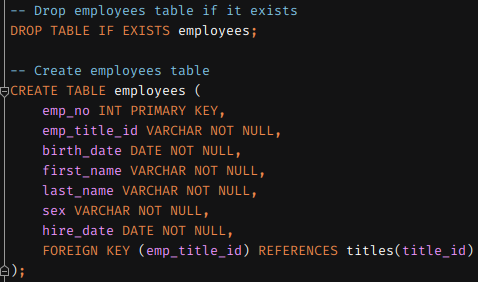 -- Drop employees table if it exists
DROP TABLE IF EXISTS employees;
-- Create employees table
CREATE TABLE employees (
emp_no INT PRIMARY KEY,
emp_title_id VARCHAR NOT NULL,
birth_date DATE NOT NULL,
first_name VARCHAR NOT NULL,
last_name VARCHAR NOT NULL,
sex VARCHAR NOT NULL,
hire_date DATE NOT NULL,
FOREIGN KEY (emp_title_id) REFERENCES titles(title_id)
);